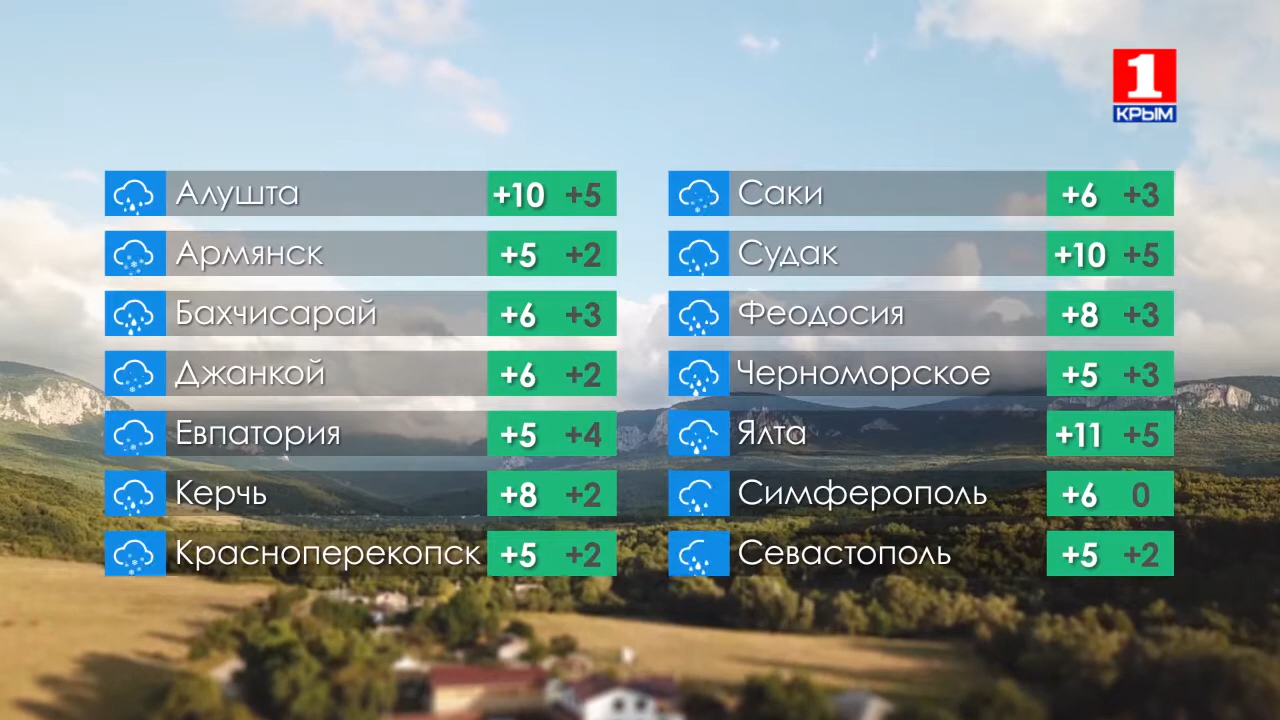 1
КРЫМ
Алушта +10 +5
Армянск +5 +2
Бахчисарай +6 +3
Джанкой +6 +2
Евпатория +5 +4
Керчь +8 +2
Красноперекопск +5 +2
Саки +6 +3
Судак +10 +5
Феодосия +8 +3
Черноморское +5 +3
Ялта +11 +5
Симферополь +6 0
Севастополь +5 +2